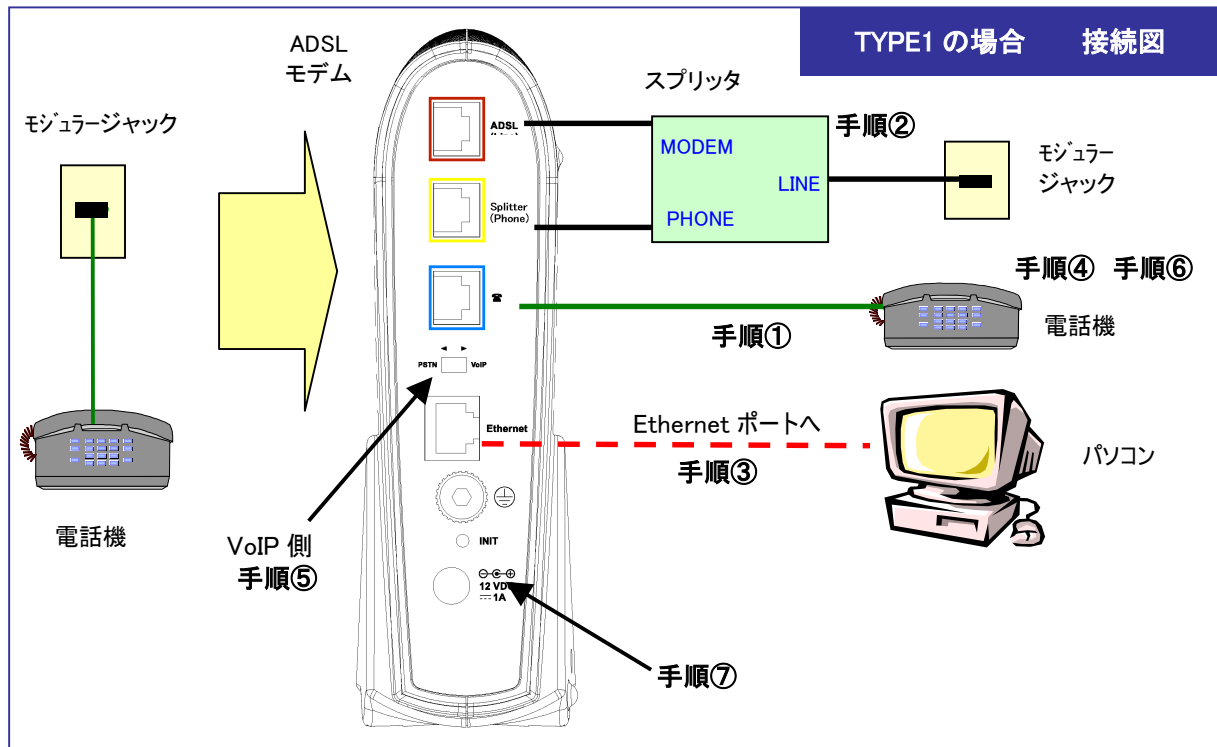 TYPE1 の場合 接続図
ADSL
モデム
スプリッタ
モジュラージャック
ADSL
(Line)
MODEM
手順②
LINE
モジュラー
ジャック
Splitter
(Phone)
PHONE
手順④ 手順⑥
手順①
電話機
PSTN
VoIP
Ethernet
Ethernet ポートへ
手順③
パソコン
電話機
VoIP 側
手順⑤
INIT
12 VDC
1A
手順⑦